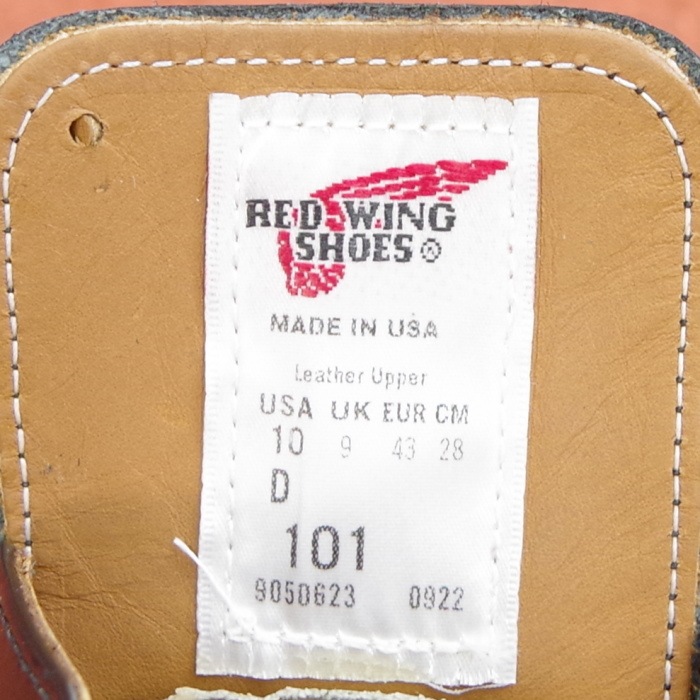 RED WING
SHOES®
MADE IN USA
Leather Upper
USA UK EUR CM
10 9 43 28
D
101
9050623 0922